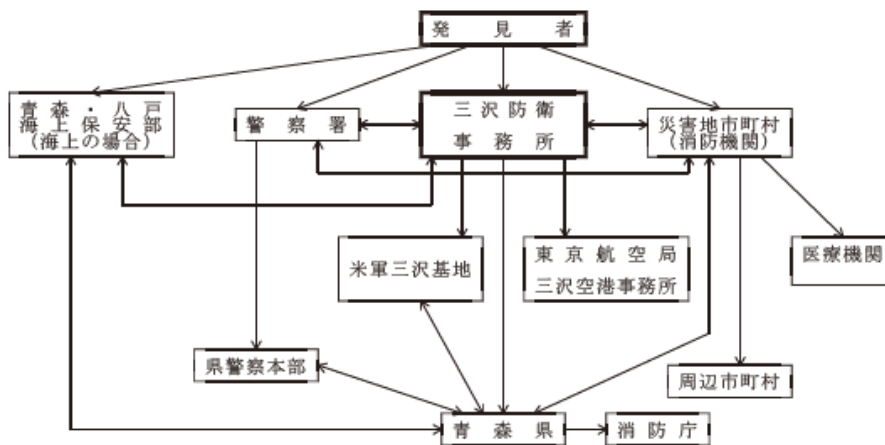 発見者
青森・八戸
海上保安部
(海上の場合)
警察署
三沢防衛
事務所
災害地市町村
(消防機関)
米軍三沢基地
東京航空局
三沢空港事務所
医療機関
県警察本部
周辺市町村
青森県
消防庁